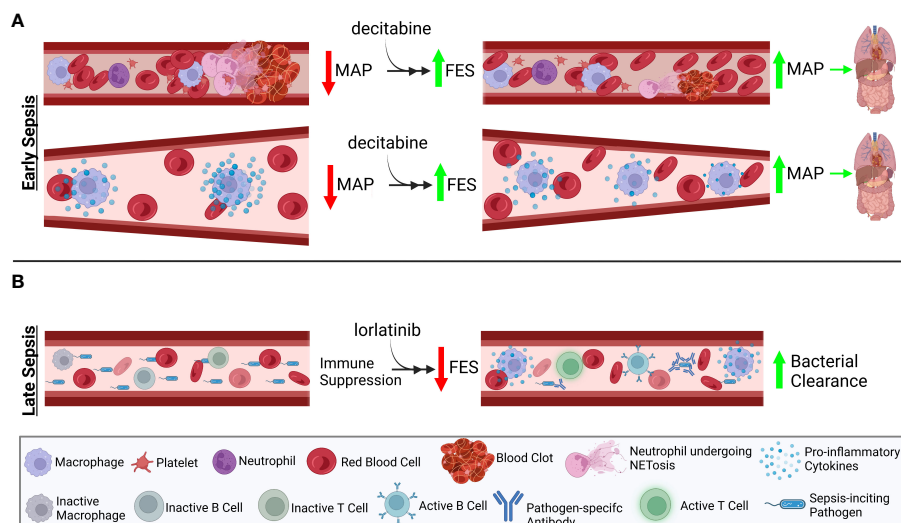 A
Early Sepsis
decitabine
MAP
FES
MAP
decitabine
MAP
FES
MAP
B
Late Sepsis
lorlatinib
Immune
Suppression
FES
Bacterial
Clearance
Macrophage
Platelet
Neutrophil
Red Blood Cell
Blood Clot
Neutrophil undergoing
NETosis
Pro-inflammatory
Cytokines
Inactive
Macrophage
Inactive B Cell
Inactive T Cell
Active B Cell
Pathogen-specifc
Antibody
Active T Cell
Sepsis-inciting
Pathogen